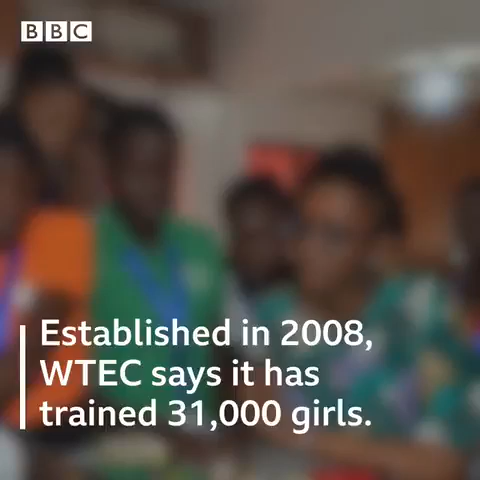 BBC
Established in 2008,
WTEC says it has
trained 31,000 girls.